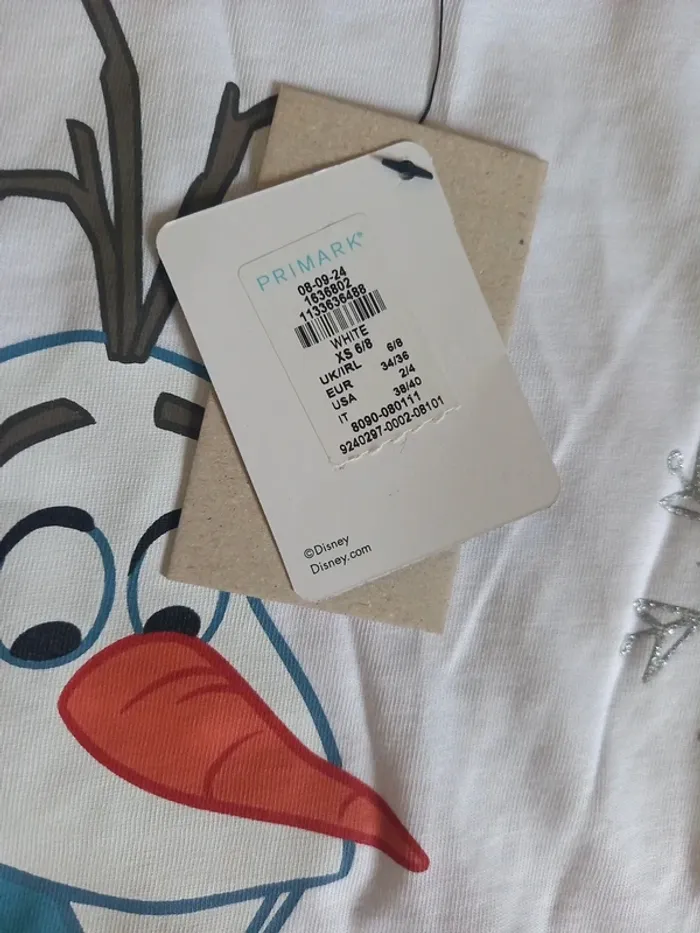 PRIMARK®
08-09-24
1636802
1133636488
WHITE
XS 6/8
UK/IRL 6/8
EUR 34/36
USA 2/4
IT 38/40
8090-080111
9240297-0002-08101
©Disney
Disney.com